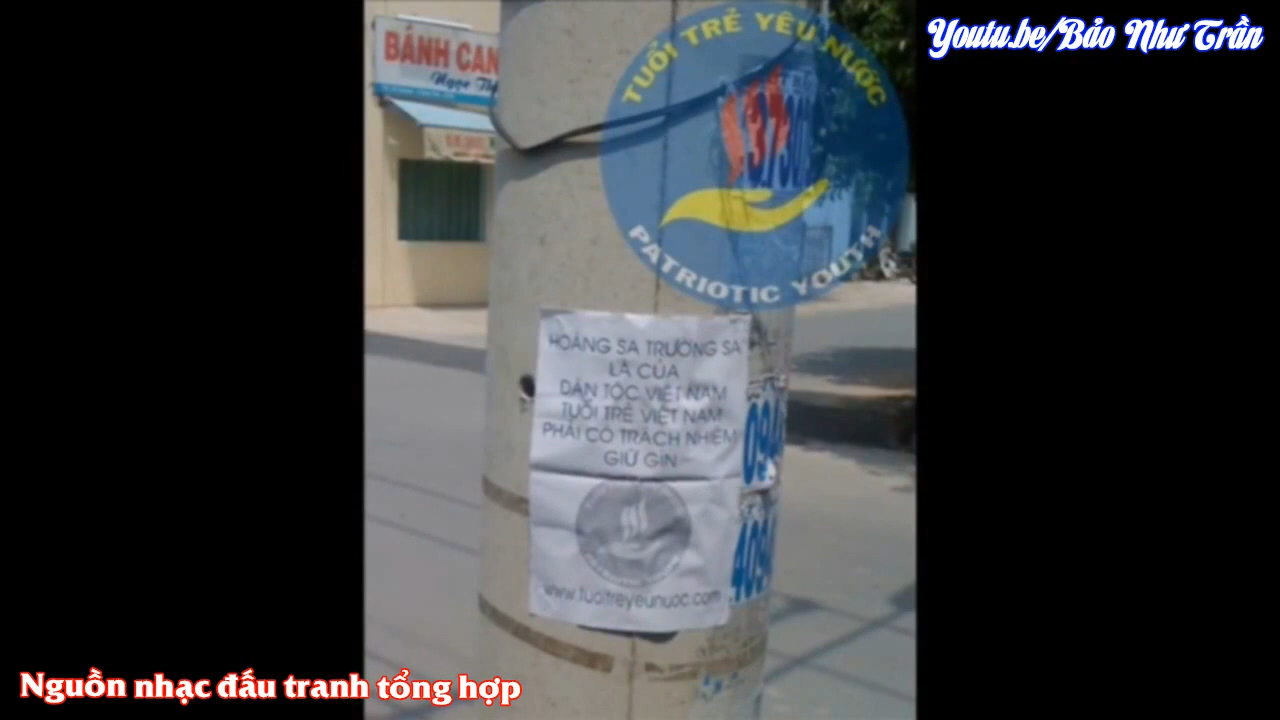 Youtu.be/Bảo Như Trần
BÁNH CAN
TUỔI TRẺ YÊU NƯỚC
PATRIOTIC YOUTH
HOÀNG SA TRƯỜNG SA
LÀ CỦA
DÂN TỘC VIỆT NAM
TUỔI TRẺ VIỆT NAM
PHẢI CÓ TRÁCH NHIỆM
GIỮ GÌN
www.tuoitreyeunuoc.com
094
4094
Nguồn nhạc đấu tranh tổng hợp